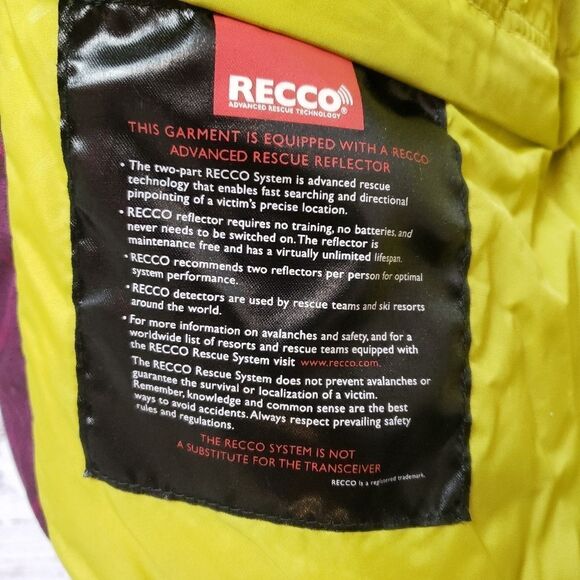 RECCO®
ADVANCED RESCUE TECHNOLOGY
THIS GARMENT IS EQUIPPED WITH A RECCO
ADVANCED RESCUE REFLECTOR
• The two-part RECCO System is advanced rescue
technology that enables fast searching and directional
pinpointing of a victim's precise location.
• RECCO reflector requires no training, no batteries, and
never needs to be switched on. The reflector is
maintenance free and has a virtually unlimited lifespan.
• RECCO recommends two reflectors per person for optimal
system performance.
• RECCO detectors are used by rescue teams and ski resorts
around the world.
• For more information on avalanches and safety, and for a
worldwide list of resorts and rescue teams equipped with
the RECCO Rescue System visit www.recco.com.
The RECCO Rescue System does not prevent avalanches or
guarantee the survival or localization of a victim.
Remember, knowledge and common sense are the best
ways to avoid accidents. Always respect prevailing safety
rules and regulations.
THE RECCO SYSTEM IS NOT
A SUBSTITUTE FOR THE TRANSCEIVER
RECCO is a registered trademark.